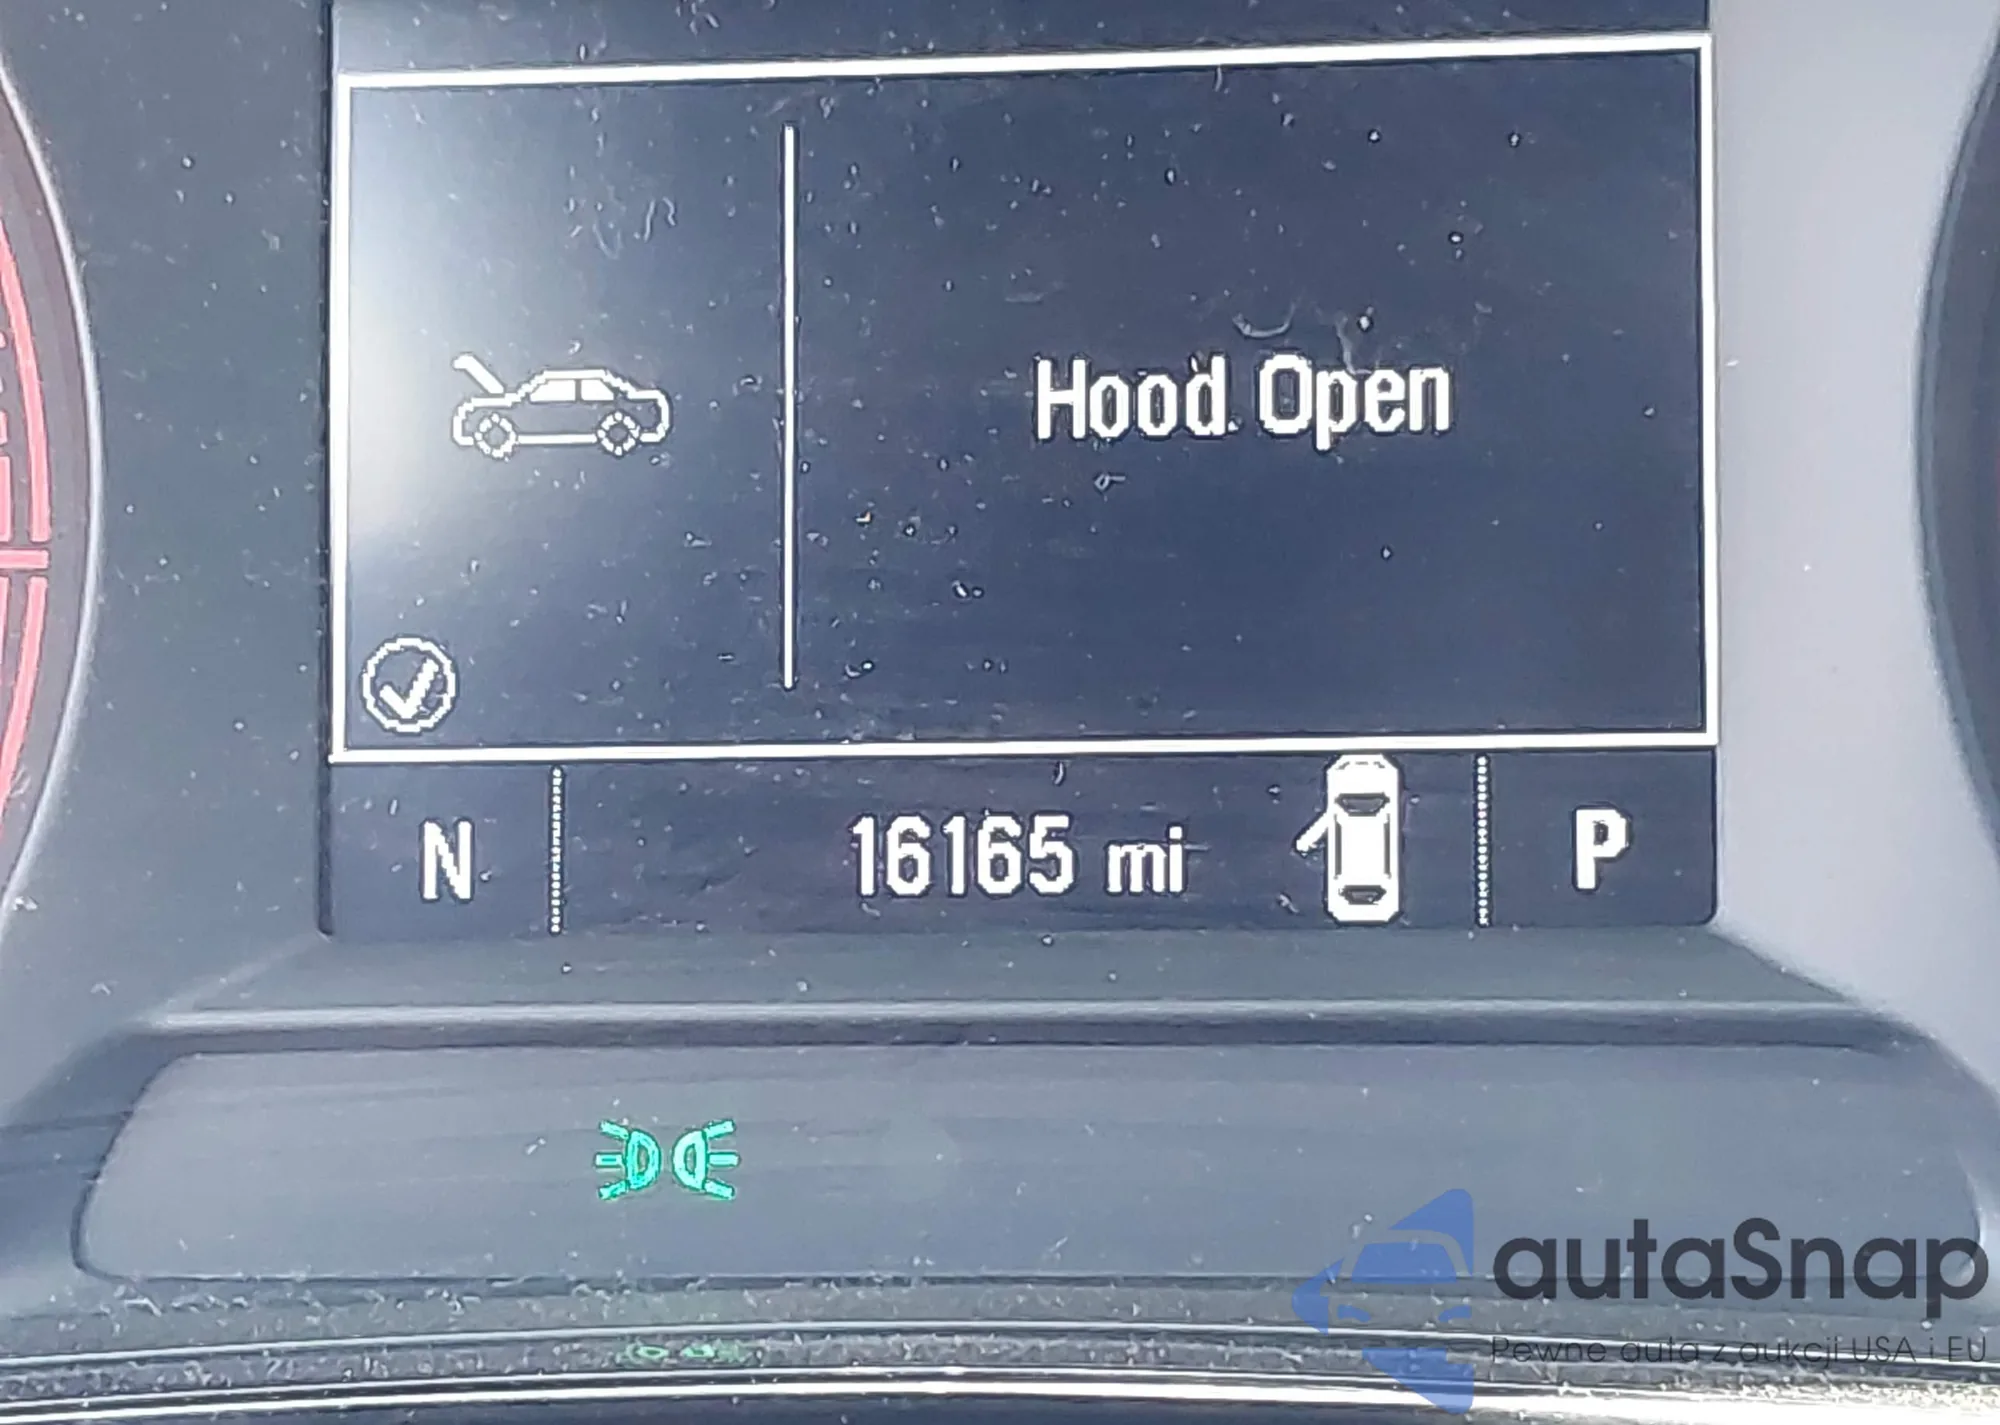 Hood Open
N 16165 mi P
autaSnap
Pewne auta z aukcji USA i EU